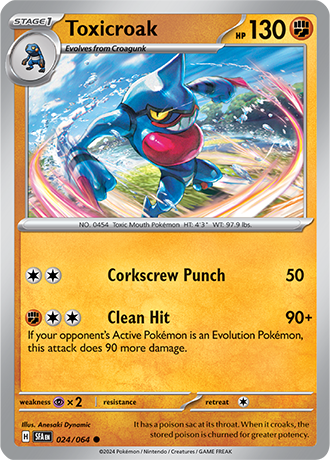 STAGE 1 Toxicroak HP 130
Evolves from Croagunk
NO. 0454 Toxic Mouth Pokémon HT: 4'3" WT: 97.9 lbs.
Corkscrew Punch 50
Clean Hit 90+
If your opponent's Active Pokémon is an Evolution Pokémon,
this attack does 90 more damage.
weakness ×2 resistance retreat
Illus. Anesaki Dynamic
It has a poison sac at its throat. When it croaks, the
stored poison is churned for greater potency.
H SFA EN 024/064
©2024 Pokémon / Nintendo / Creatures / GAME FREAK